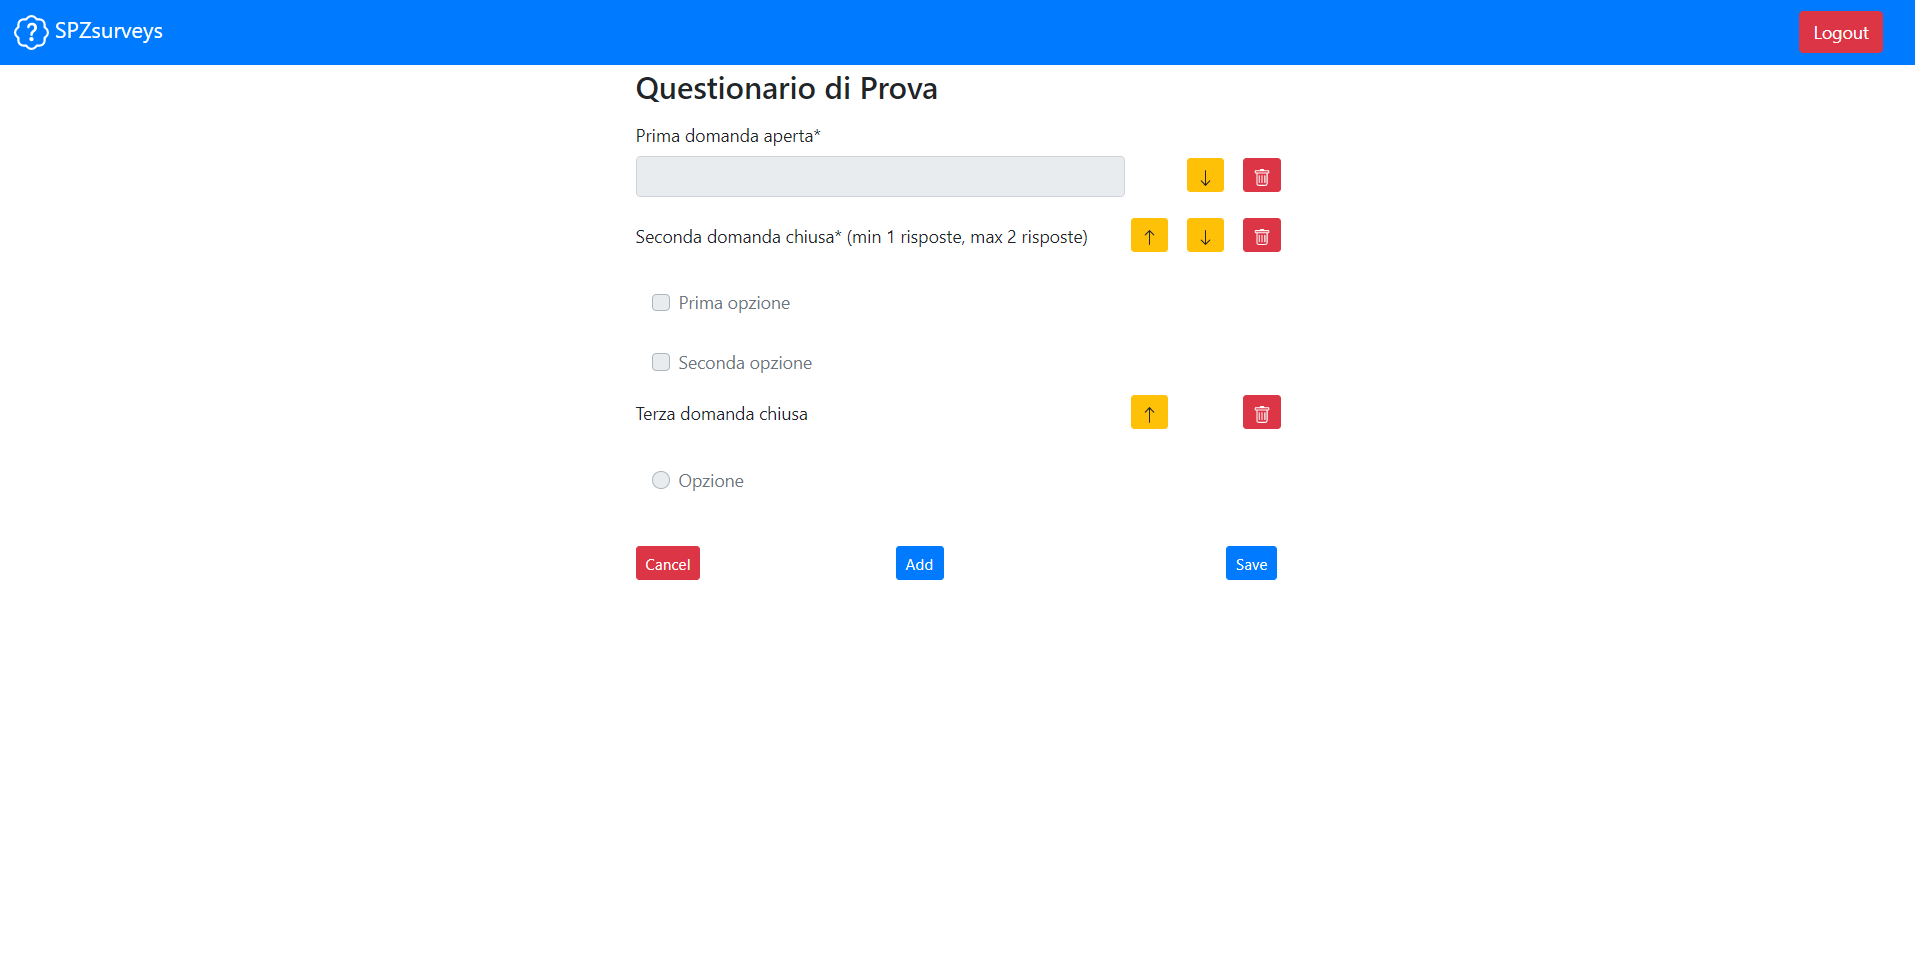 SPZsurveys
Logout
Questionario di Prova
Prima domanda aperta*
Seconda domanda chiusa* (min 1 risposte, max 2 risposte)
Prima opzione
Seconda opzione
Terza domanda chiusa
Opzione
Cancel
Add
Save